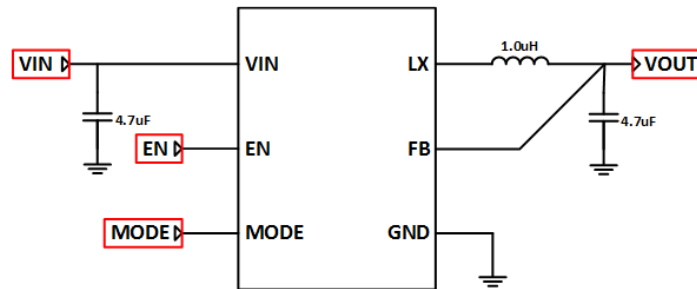 1.0uH
VIN
VIN
LX
VOUT
4.7uF
4.7uF
EN
EN
FB
MODE
MODE
GND